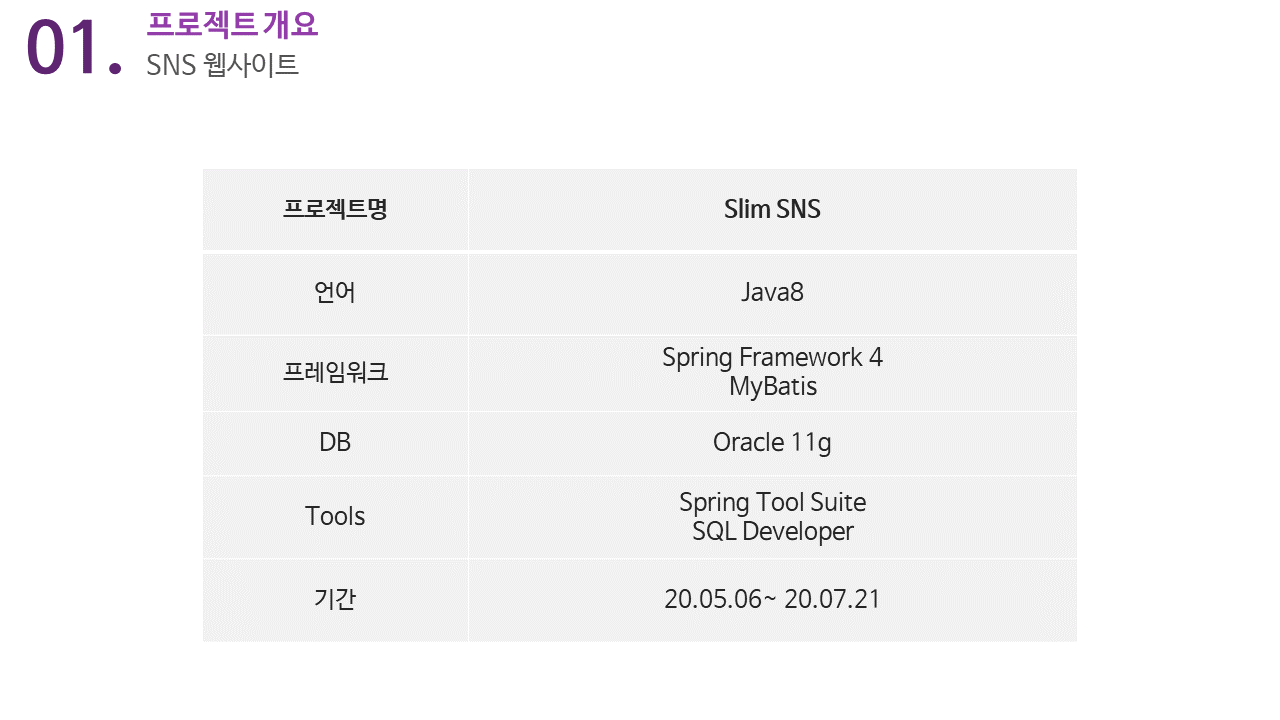 01.
프로젝트 개요
SNS 웹사이트
프로젝트명
Slim SNS
언어
Java8
프레임워크
Spring Framework 4
MyBatis
DB
Oracle 11g
Tools
Spring Tool Suite
SQL Developer
기간
20.05.06~ 20.07.21